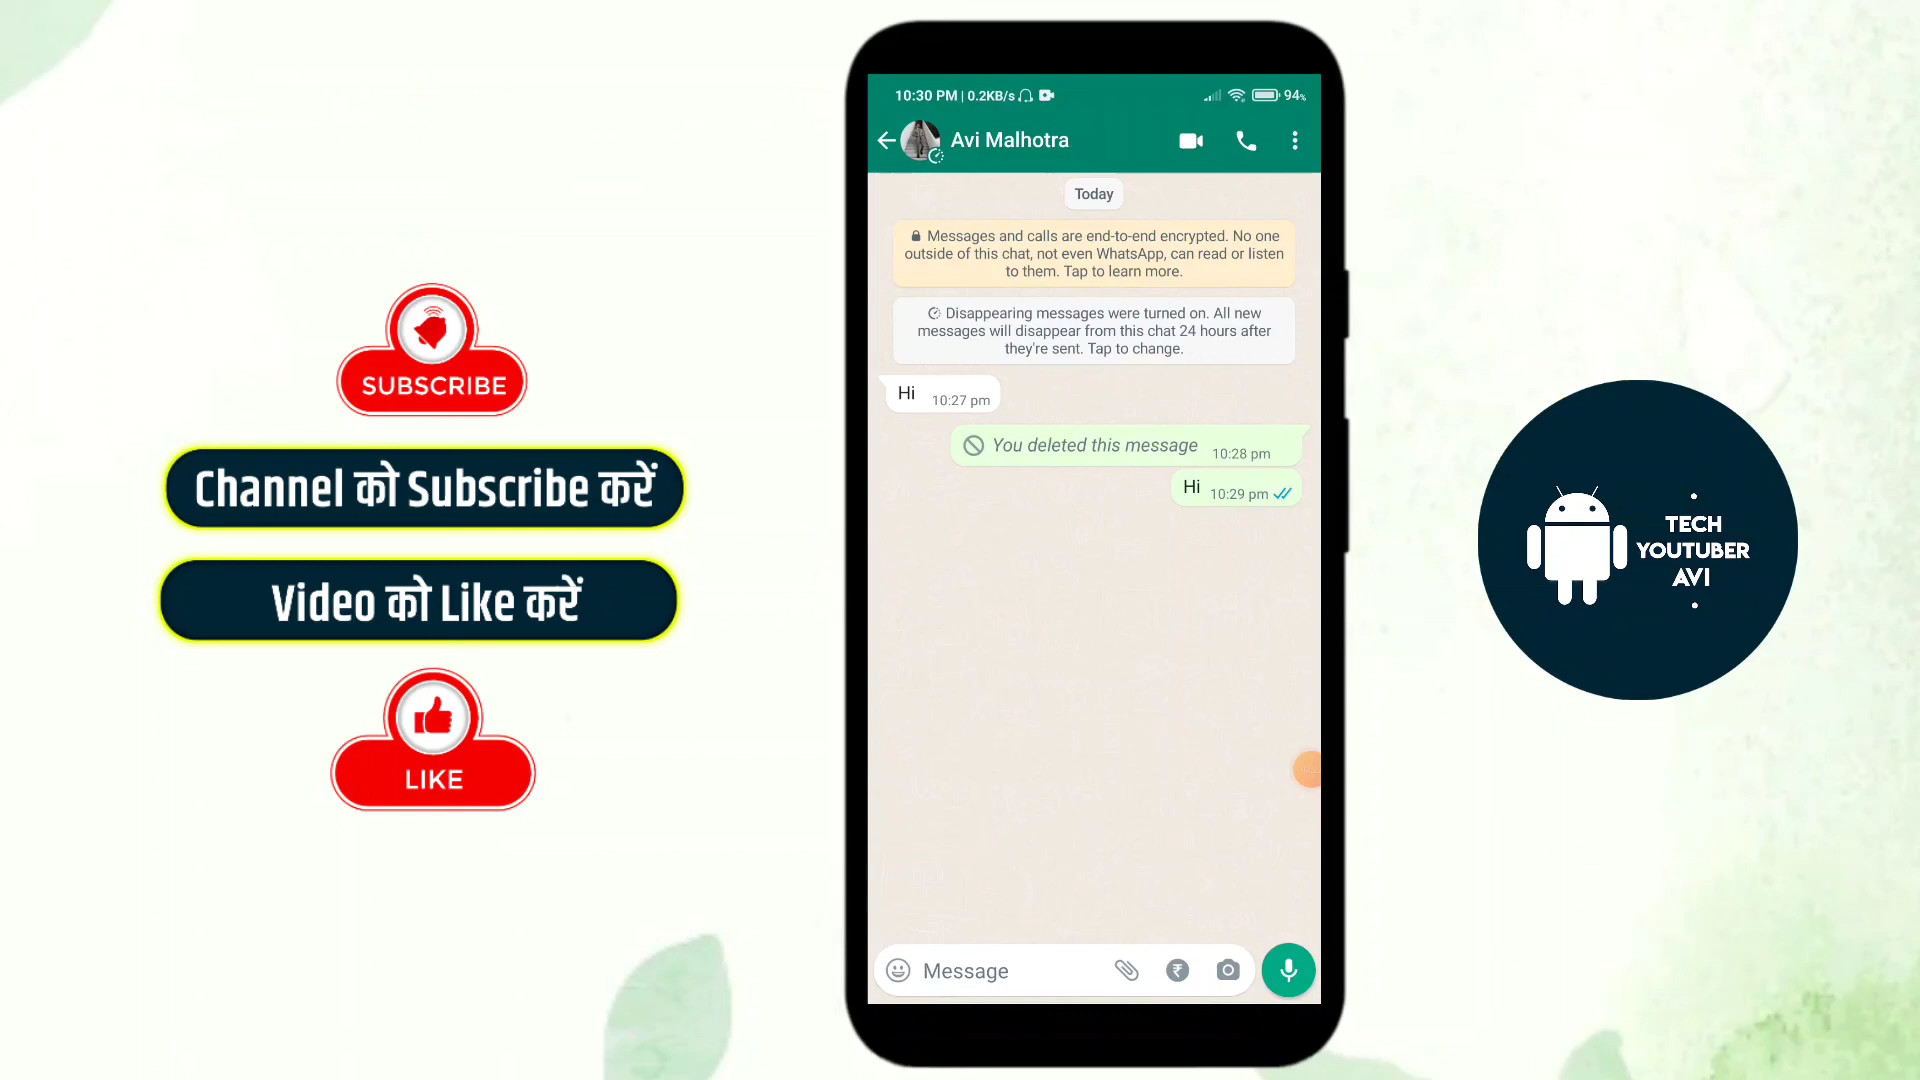 SUBSCRIBE
Channel को Subscribe करें
Video को Like करें
LIKE
10:30 PM | 0.2KB/s
94%
Avi Malhotra
Today
Messages and calls are end-to-end encrypted. No one
outside of this chat, not even WhatsApp, can read or listen
to them. Tap to learn more.
Disappearing messages were turned on. All new
messages will disappear from this chat 24 hours after
they're sent. Tap to change.
Hi 10:27 pm
You deleted this message 10:28 pm
Hi 10:29 pm
Message
TECH
YOUTUBER
AVI